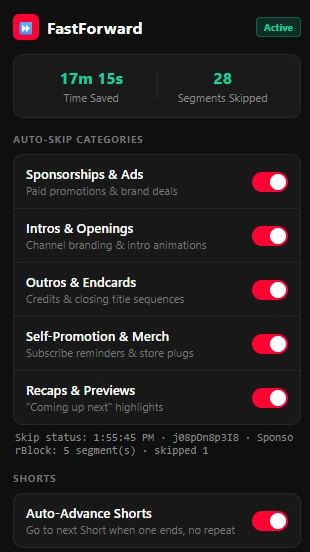 FastForward
Active
17m 15s
28
Time Saved
Segments Skipped
AUTO-SKIP CATEGORIES
Sponsorships & Ads
Paid promotions & brand deals
Intros & Openings
Channel branding & intro animations
Outros & Endcards
Credits & closing title sequences
Self-Promotion & Merch
Subscribe reminders & store plugs
Recaps & Previews
"Coming up next" highlights
Skip status: 1:55:45 PM · j08pDn8p3I8 · Sponso
rBlock: 5 segment(s) · skipped 1
SHORTS
Auto-Advance Shorts
Go to next Short when one ends, no repeat